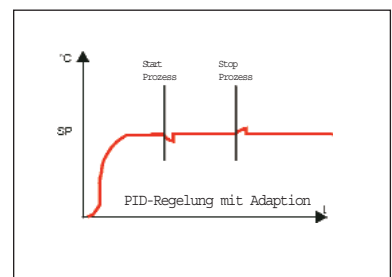 °C
Start Stop
Prozess Prozess
SP
PID-Regelung mit Adaption
t